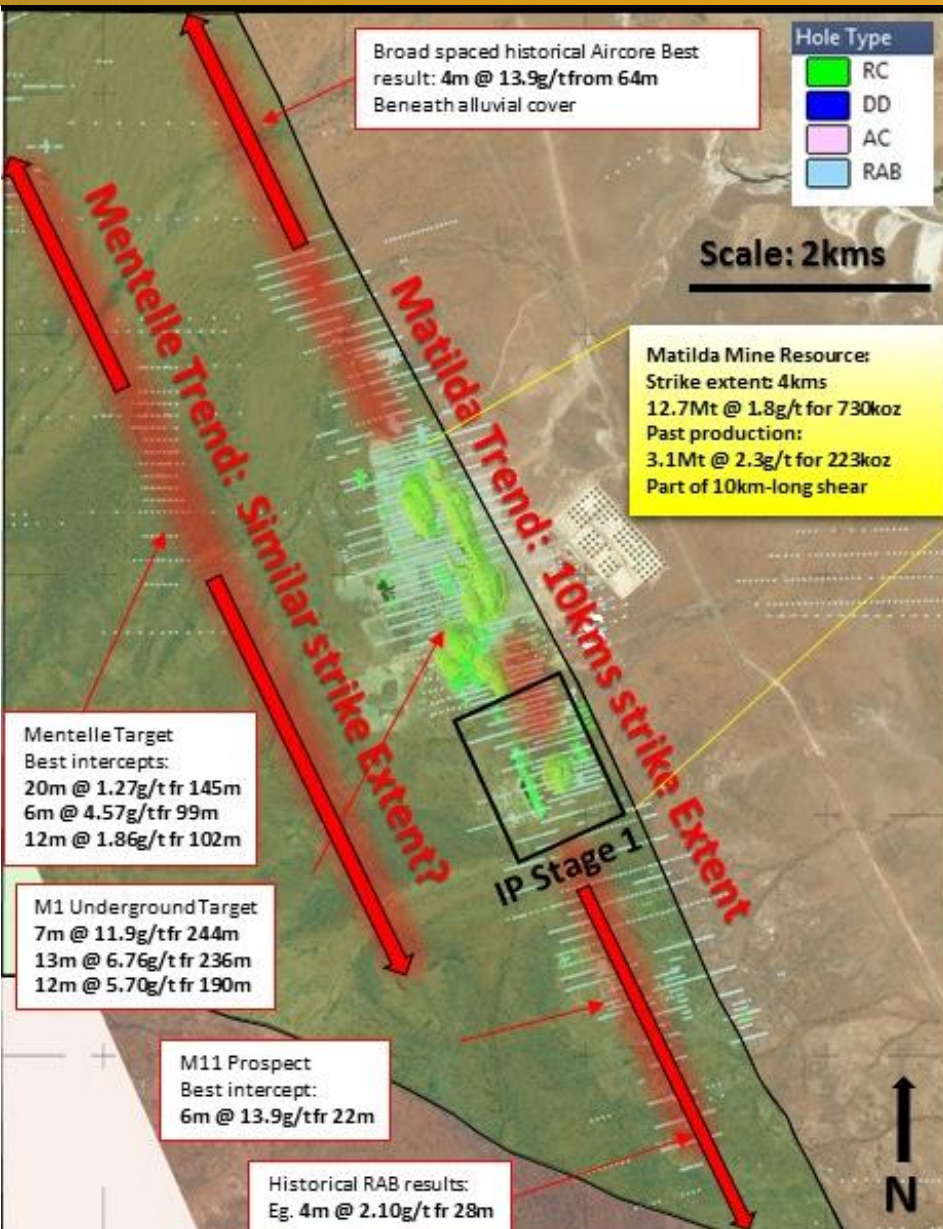 Broad spaced historical Aircore Best
result: 4m @ 13.9g/t from 64m
Beneath alluvial cover
Hole Type
RC
DD
AC
RAB
Scale: 2kms
Mentelle Trend: Similar strike Extent?
Matilda Trend: 10kms strike Extent
Matilda Mine Resource:
Strike extent: 4kms
12.7Mt @ 1.8g/t for 730koz
Past production:
3.1Mt @ 2.3g/t for 223koz
Part of 10km-long shear
Mentelle Target
Best intercepts:
20m @ 1.27g/t fr 145m
6m @ 4.57g/t fr 99m
12m @ 1.86g/t fr 102m
IP Stage 1
M1 Underground Target
7m @ 11.9g/t fr 244m
13m @ 6.76g/t fr 236m
12m @ 5.70g/t fr 190m
M11 Prospect
Best intercept:
6m @ 13.9g/t fr 22m
Historical RAB results:
Eg. 4m @ 2.10g/t fr 28m
N